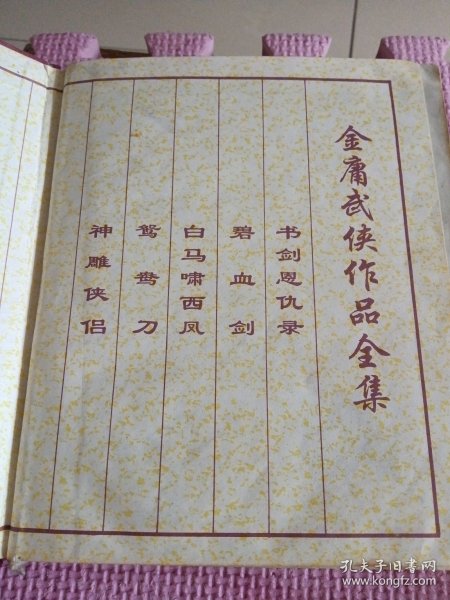 金庸武侠作品全集
书剑恩仇录
碧血剑
白马啸西凤
鸳鸯刀
神雕侠侣
孔夫子旧书网
www.kongfz.com